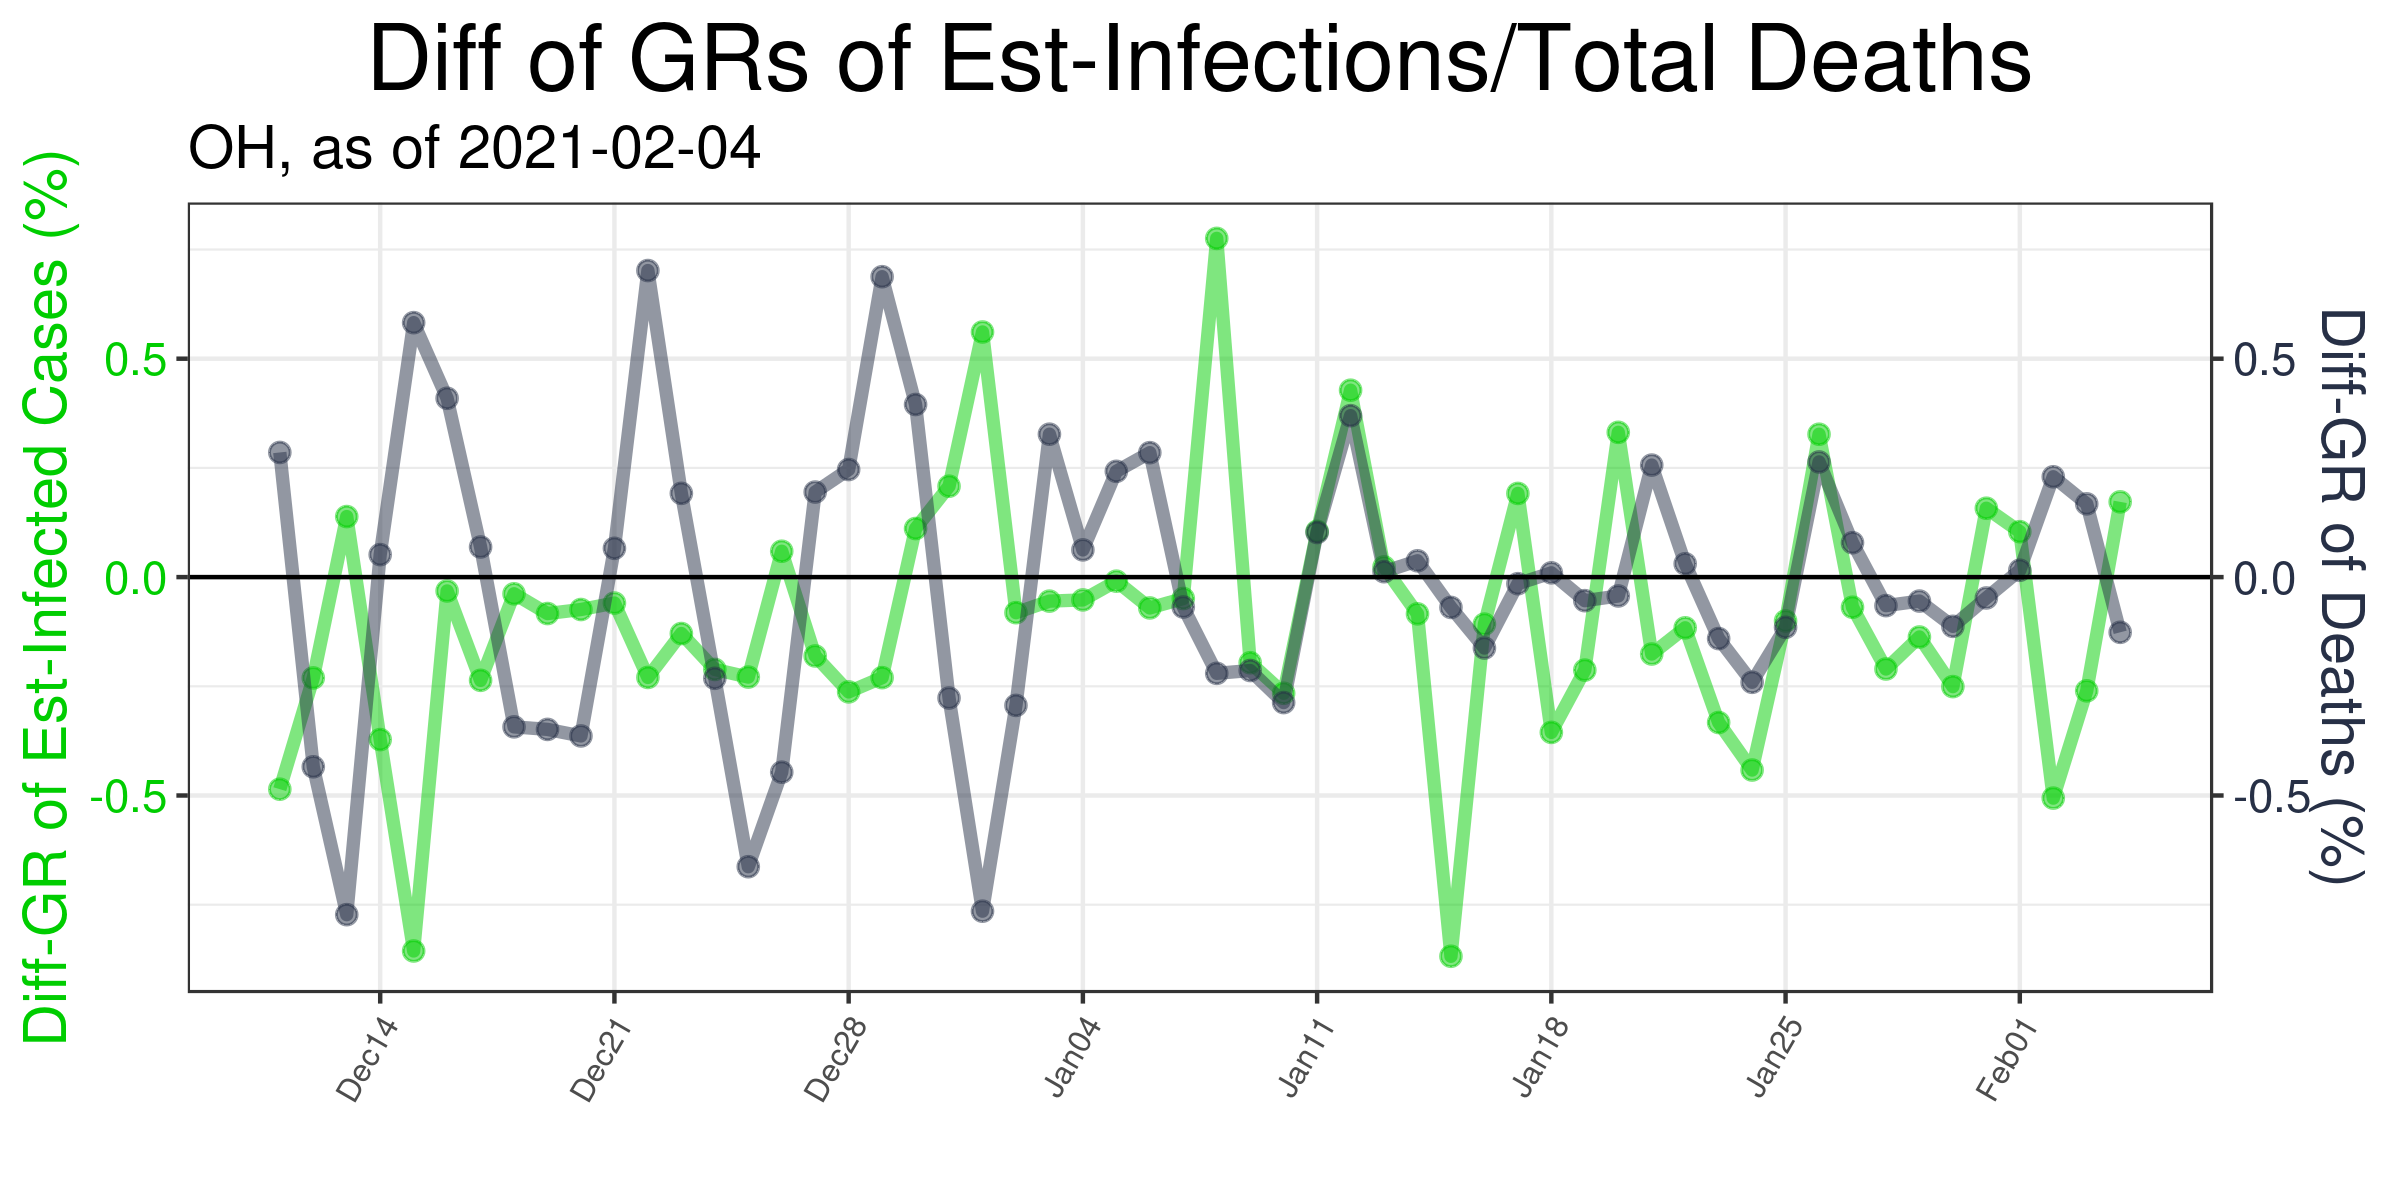 Diff of GRs of Est-Infections/Total Deaths
OH, as of 2021-02-04
Diff-GR of Est-Infected Cases (%)
0.5
0.0
-0.5
0.5
0.0
-0.5
Diff-GR of Deaths (%)
Dec14
Dec21
Dec28
Jan04
Jan11
Jan18
Jan25
Feb01